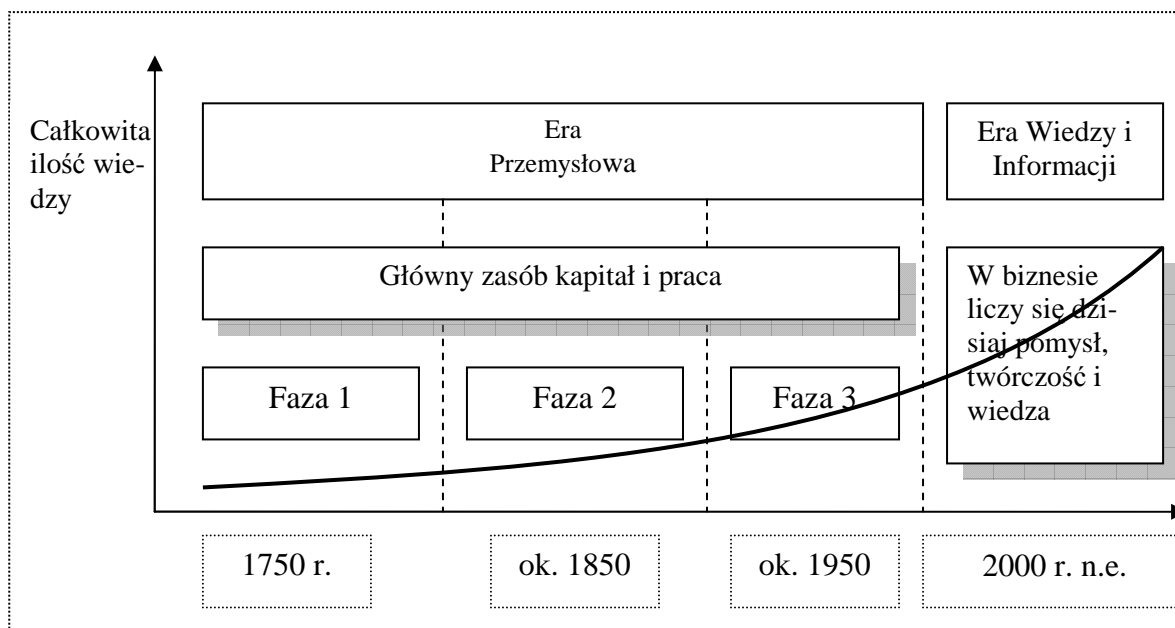 Całkowita
ilość wie-
dzy
Era
Przemysłowa
Era Wiedzy i
Informacji
Główny zasób kapitał i praca
W biznesie
liczy się dzi-
siaj pomysł,
twórczość i
wiedza
Faza 1
Faza 2
Faza 3
1750 r.
ok. 1850
ok. 1950
2000 r. n.e.